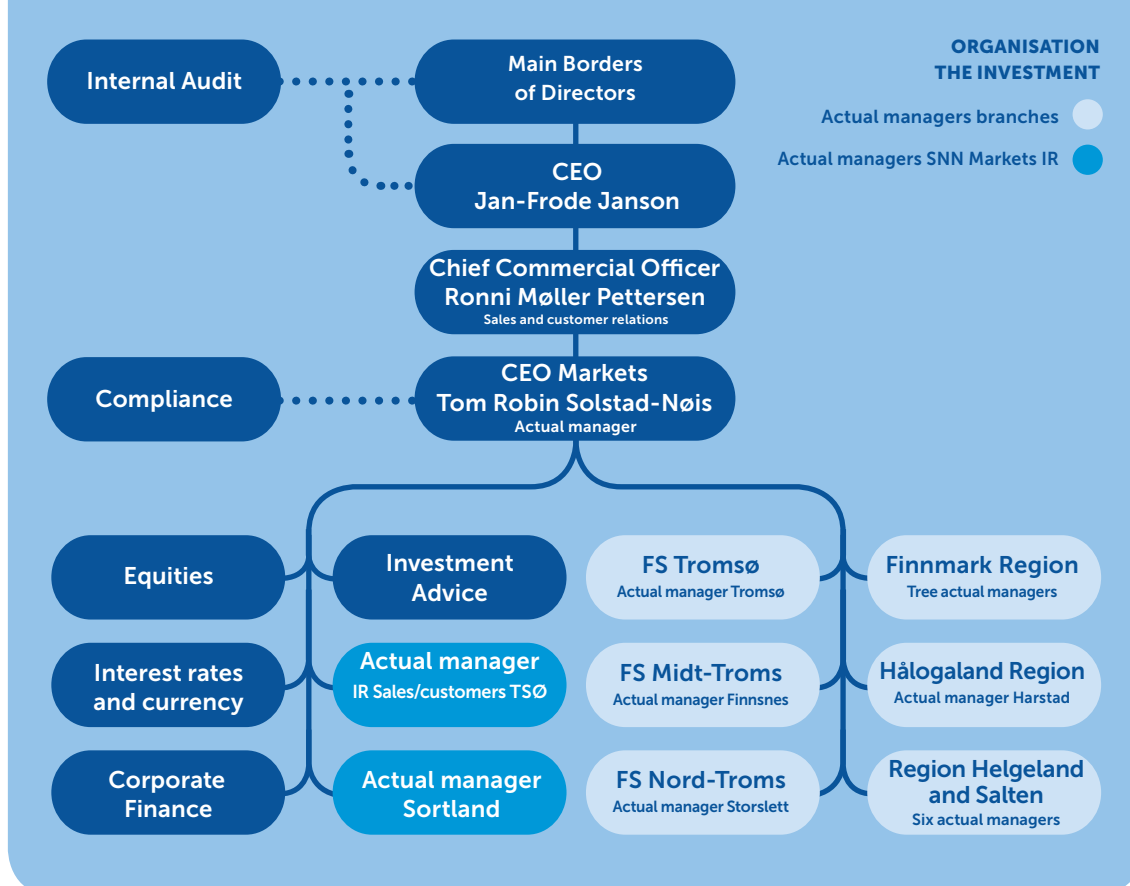 ORGANISATION
THE INVESTMENT
Actual managers branches
Actual managers SNN Markets IR
Internal Audit
Main Borders
of Directors
CEO
Jan-Frode Janson
Chief Commercial Officer
Ronni Møller Pettersen
Sales and customer relations
Compliance
CEO Markets
Tom Robin Solstad-Nøis
Actual manager
Equities
Investment
Advice
FS Tromsø
Actual manager Tromsø
Finnmark Region
Tree actual managers
Interest rates
and currency
Actual manager
IR Sales/customers TSØ
FS Midt-Troms
Actual manager Finnsnes
Hålogaland Region
Actual manager Harstad
Corporate
Finance
Actual manager
Sortland
FS Nord-Troms
Actual manager Storslett
Region Helgeland
and Salten
Six actual managers